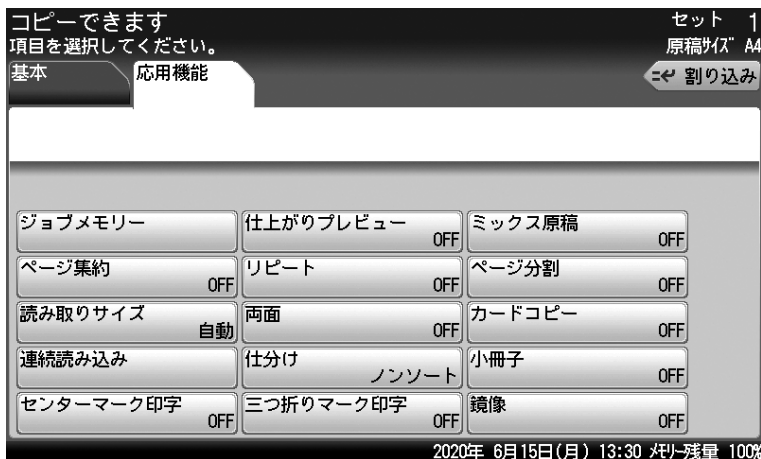 コピーできます
セット 1
項目を選択してください。
原稿ｻｲｽﾞ A4
基本
応用機能
割り込み
ジョブメモリー
仕上がりプレビュー
OFF
ミックス原稿
OFF
ページ集約
OFF
リピート
OFF
ページ分割
OFF
読み取りサイズ
自動
両面
OFF
カードコピー
OFF
連続読み込み
仕分け
ノンソート
小冊子
OFF
センターマーク印字
OFF
三つ折りマーク印字
OFF
鏡像
OFF
2020年 6月15日(月) 13:30 ﾒﾓﾘｰ残量 100%